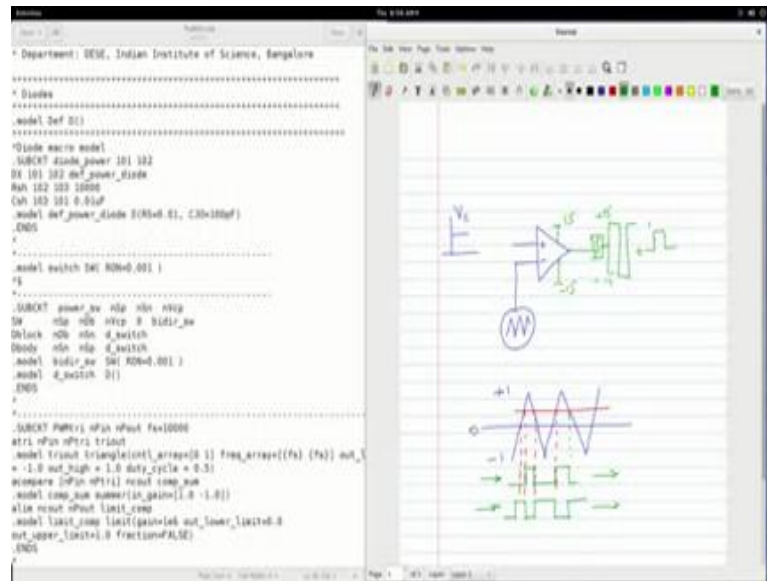 Thu 8:56 AM
* Department: DESE, Indian Institute of Science, Bangalore
* Diodes
.model Def D()
*Diode macro model
.SUBCKT diode_power 101 102
DX 101 102 def_power_diode
Rsh 102 103 10000
Csh 103 101 0.01uF
.model def_power_diode D(RS=0.01, CJO=100pF)
.ENDS
*
.model switch SW( RON=0.001 )
*$
.SUBCKT power_sw nSp nSn nVcp
SW nSp nDb nVcp 0 bidir_sw
Dblock nDb nSn d_switch
Dbody nSn nSp d_switch
.model bidir_sw SW( RON=0.001 )
.model d_switch D()
.ENDS
*
.SUBCKT PWMtri nPin nPout fs=10000
atri nPin nPtri triout
.model triout triangle(cntl_array=[0 1] freq_array=[{fs} {fs}] out_l
= -1.0 out_high = 1.0 duty_cycle = 0.5)
acompare [nPin nPtri] ncout comp_sum
.model comp_sum summer(in_gain=[1.0 -1.0])
alim ncout nPout limit_comp
.model limit_comp limit(gain=1e6 out_lower_limit=0.0
out_upper_limit=1.0 fraction=FALSE)
.ENDS
*
Vc
+
-
15
-15
+5
+1
0
-1